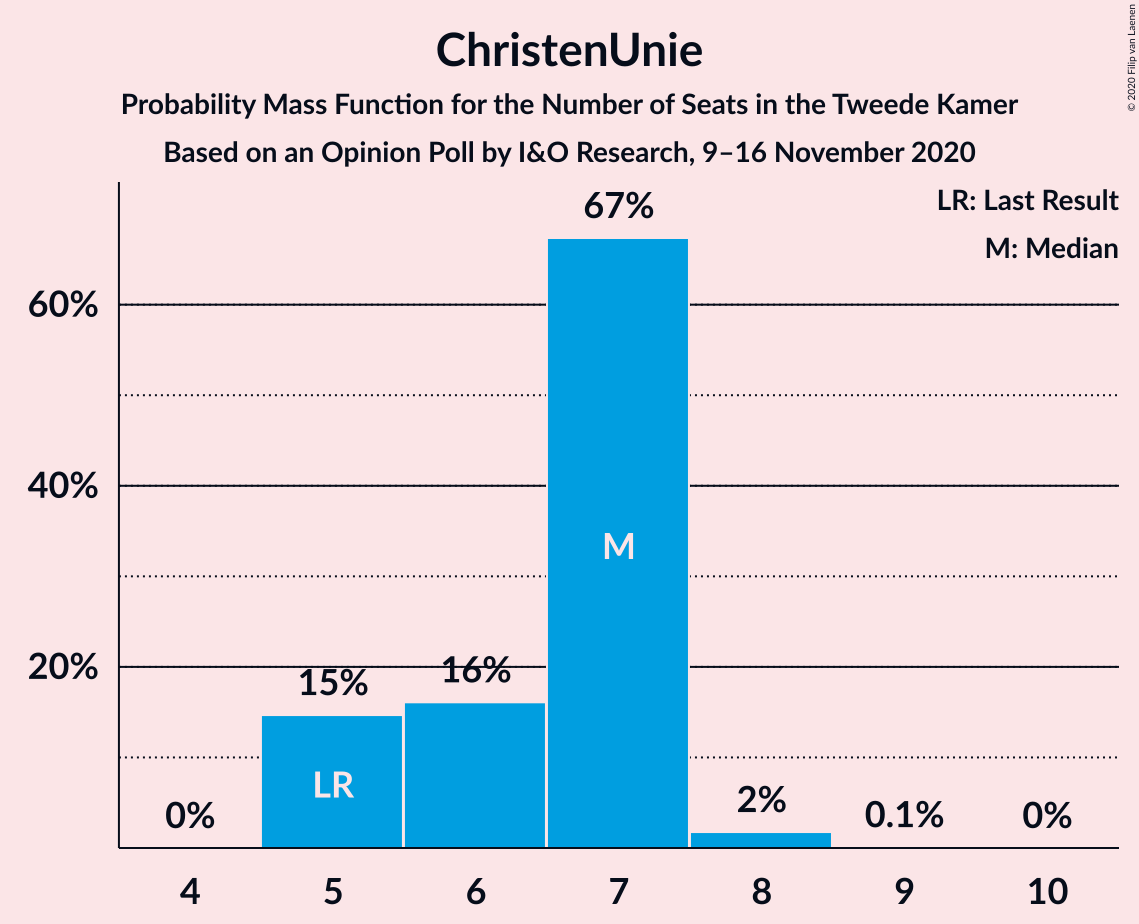 ChristenUnie
Probability Mass Function for the Number of Seats in the Tweede Kamer
Based on an Opinion Poll by I&O Research, 9–16 November 2020
© 2020 Filip van Laenen
LR: Last Result
M: Median
67%
60%
40%
20%
M
15%
16%
LR
0%
2%
0.1%
0%
4
5
6
7
8
9
10